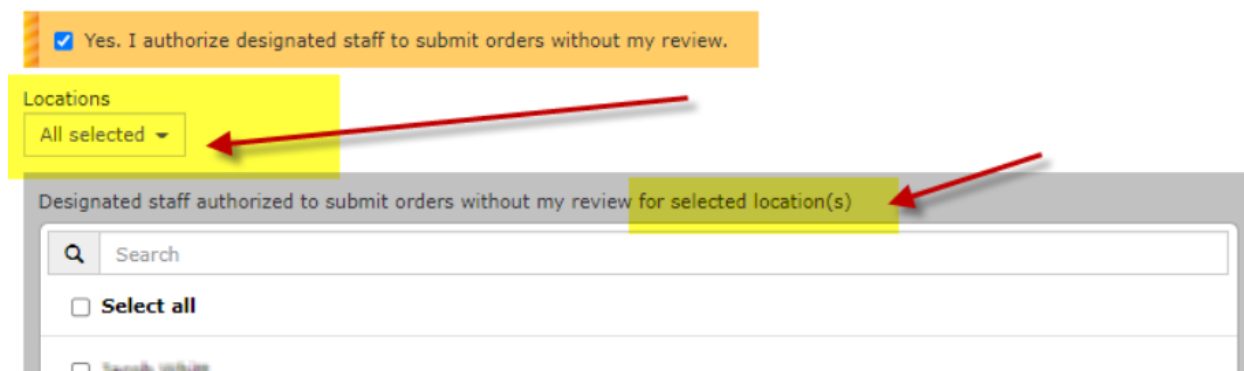 Yes. I authorize designated staff to submit orders without my review.
Locations
All selected
Designated staff authorized to submit orders without my review for selected location(s)
Search
Select all